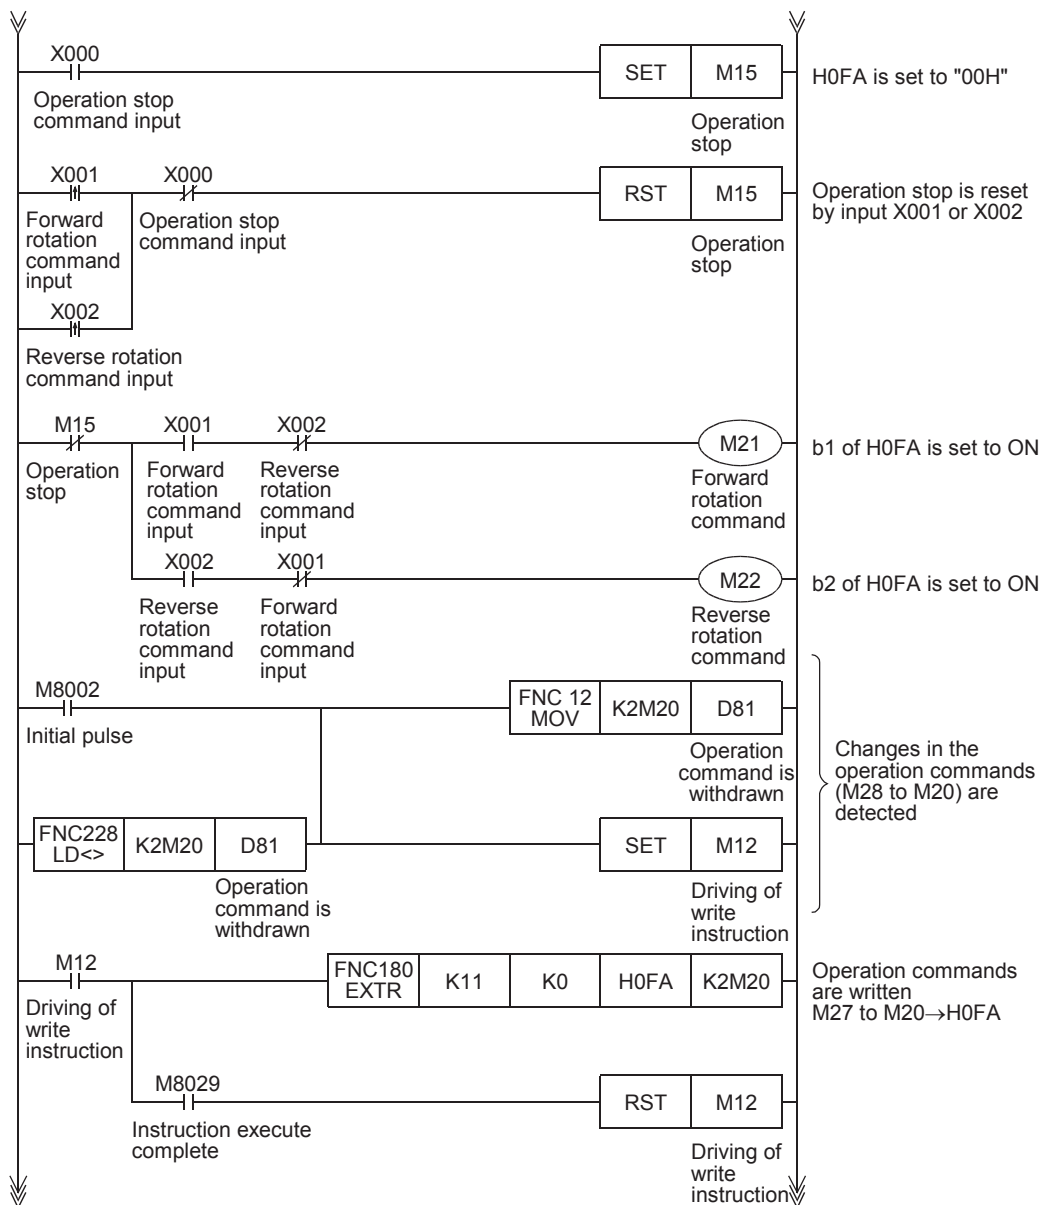 X000
SET M15
H0FA is set to "00H"
Operation stop
command input
Operation
stop
X001 X000
RST M15
Operation stop is reset
by input X001 or X002
Forward
rotation
command
input
Operation stop
command input
Operation
stop
X002
Reverse rotation
command input
M15 X001 X002
M21
b1 of H0FA is set to ON
Operation
stop
Forward
rotation
command
input
Reverse
rotation
command
input
Forward
rotation
command
X002 X001
M22
b2 of H0FA is set to ON
Reverse
rotation
command
input
Forward
rotation
command
input
Reverse
rotation
command
M8002
FNC 12
MOV
K2M20 D81
Initial pulse
Operation
command is
withdrawn
Changes in the
operation commands
(M28 to M20) are
detected
FNC228
LD<>
K2M20 D81
SET M12
Operation
command is
withdrawn
Driving of
write
instruction
M12
FNC180
EXTR
K11 K0 H0FA K2M20
Operation commands
are written
M27 to M20→H0FA
Driving of
write
instruction
M8029
RST M12
Instruction execute
complete
Driving of
write
instruction